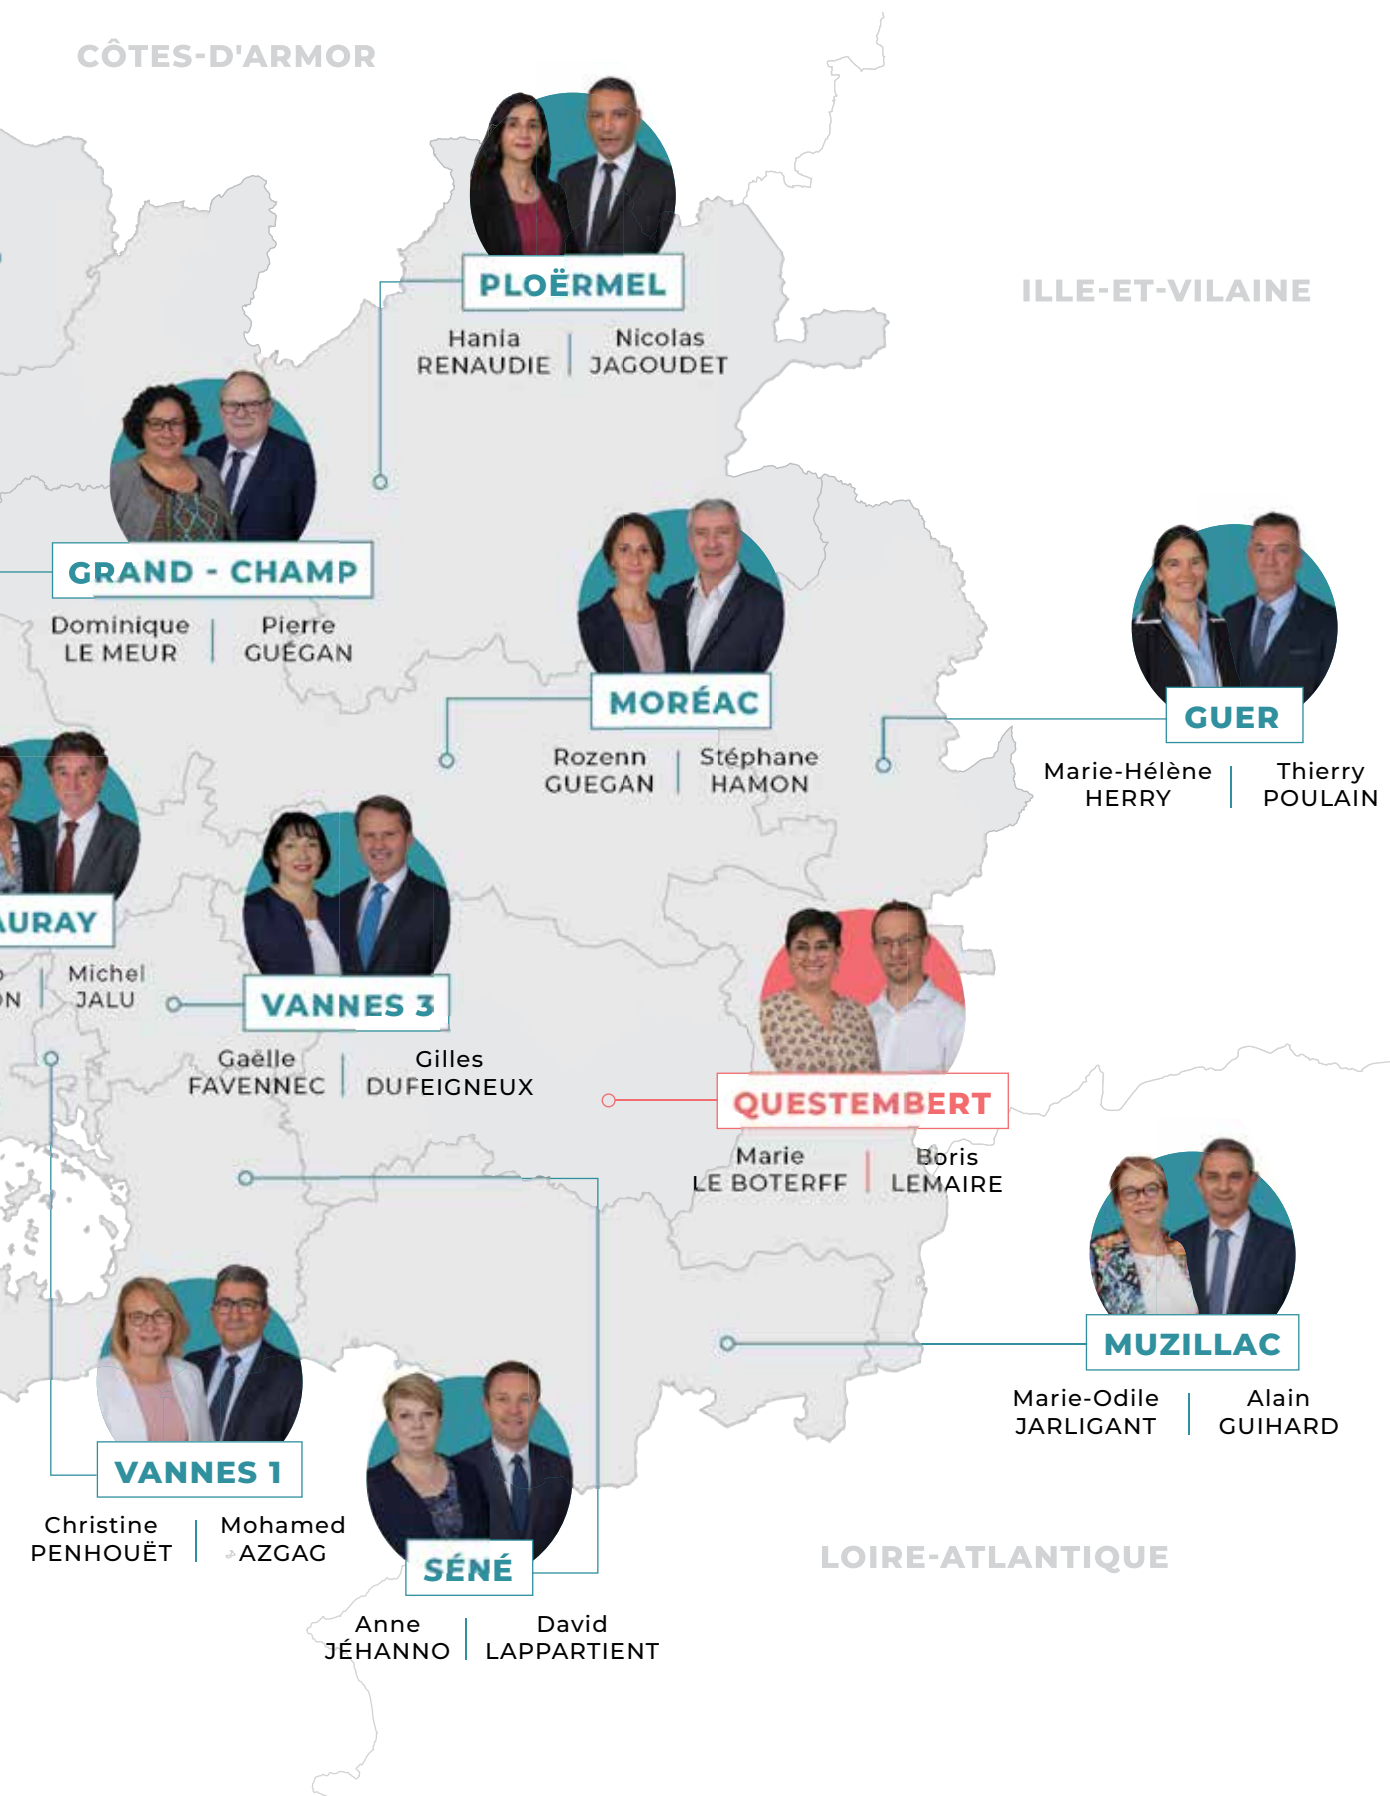 CÔTES-D'ARMOR
PLOËRMEL
Hania
RENAUDIE
Nicolas
JAGOUDET
ILLE-ET-VILAINE
GRAND - CHAMP
Dominique
LE MEUR
Pierre
GUÉGAN
MORÉAC
Rozenn
GUEGAN
Stéphane
HAMON
GUER
Marie-Hélène
HERRY
Thierry
POULAIN
AURAY
Michel
JALU
VANNES 3
Gaëlle
FAVENNEC
Gilles
DUFEIGNEUX
QUESTEMBERT
Marie
LE BOTERFF
Boris
LEMAIRE
MUZILLAC
Marie-Odile
JARLIGANT
Alain
GUIHARD
VANNES 1
Christine
PENHOUËT
Mohamed
AZGAG
SÉNÉ
Anne
JÉHANNO
David
LAPPARTIENT
LOIRE-ATLANTIQUE